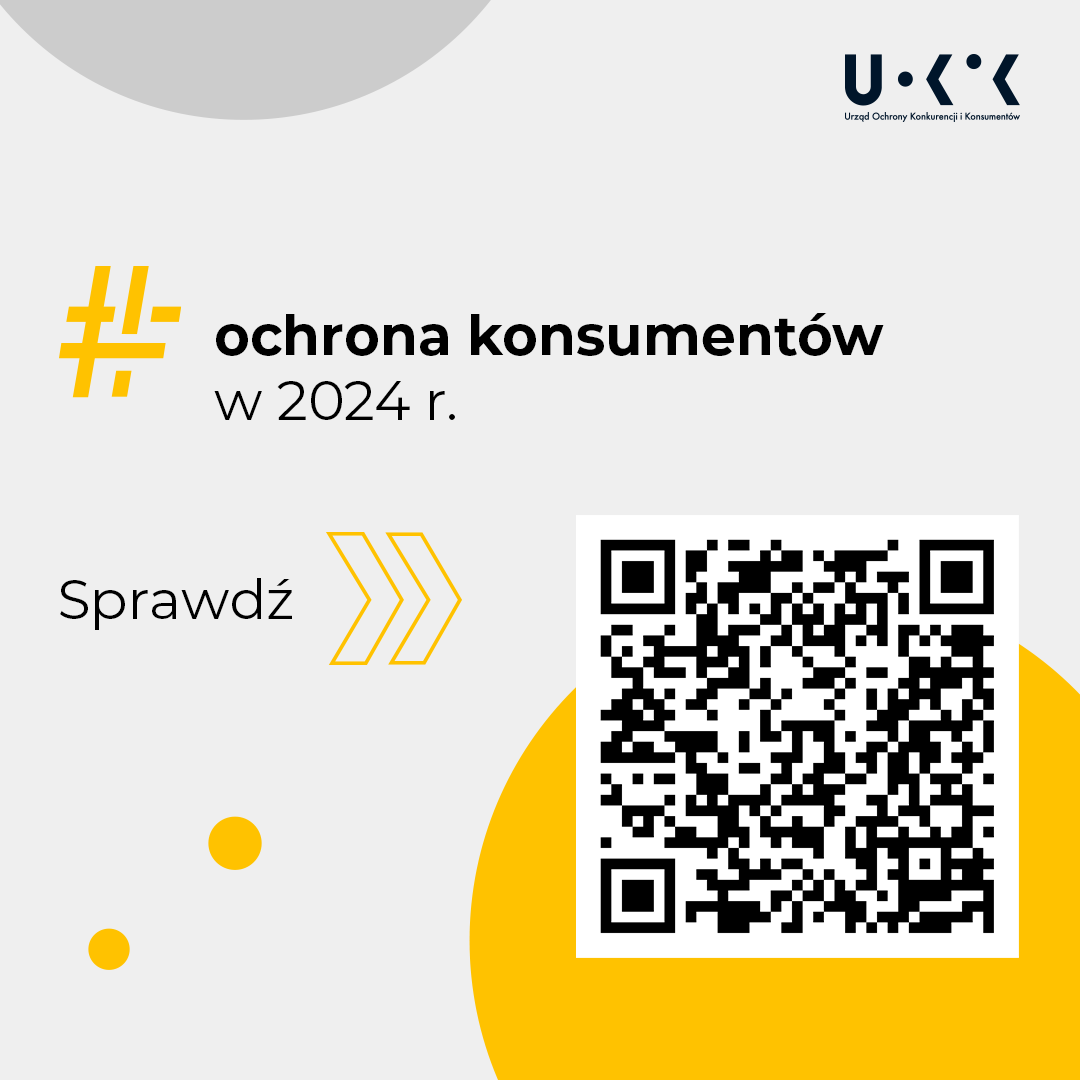 U·K·K
Urząd Ochrony Konkurencji i Konsumentów
# ochrona konsumentów
w 2024 r.
Sprawdź